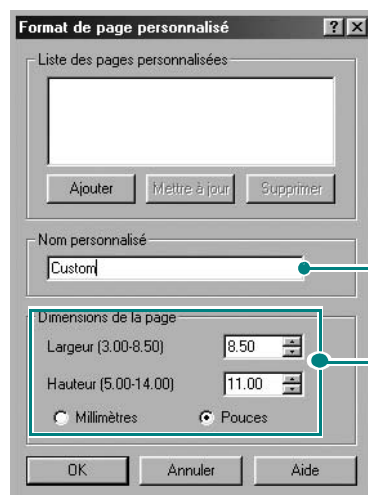 Format de page personnalisé
Liste des pages personnalisées
Ajouter Mettre à jour Supprimer
Nom personnalisé
Custom
Dimensions de la page
Largeur (3.00-8.50) 8.50
Hauteur (5.00-14.00) 11.00
Millimètres Pouces
OK Annuler Aide